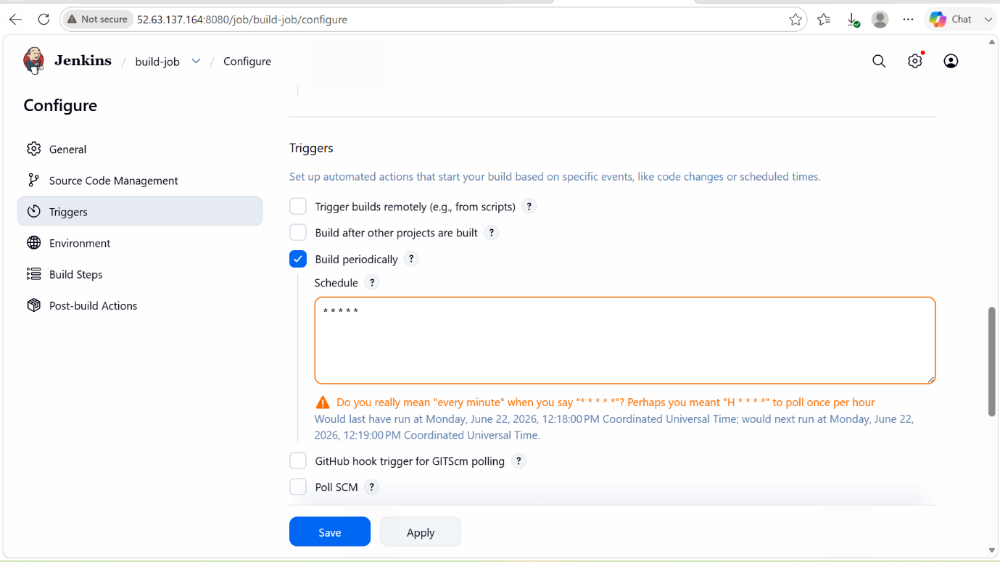 Not secure 52.63.137.164:8080/job/build-job/configure
Chat
Jenkins / build-job / Configure
Configure
General
Source Code Management
Triggers
Environment
Build Steps
Post-build Actions
Triggers
Set up automated actions that start your build based on specific events, like code changes or scheduled times.
Trigger builds remotely (e.g., from scripts) ?
Build after other projects are built ?
Build periodically ?
Schedule ?
* * * * *
Do you really mean "every minute" when you say "* * * * *"? Perhaps you meant "H * * * *" to poll once per hour
Would last have run at Monday, June 22, 2026, 12:18:00 PM Coordinated Universal Time; would next run at Monday, June 22,
2026, 12:19:00 PM Coordinated Universal Time.
GitHub hook trigger for GITScm polling ?
Poll SCM ?
Save Apply